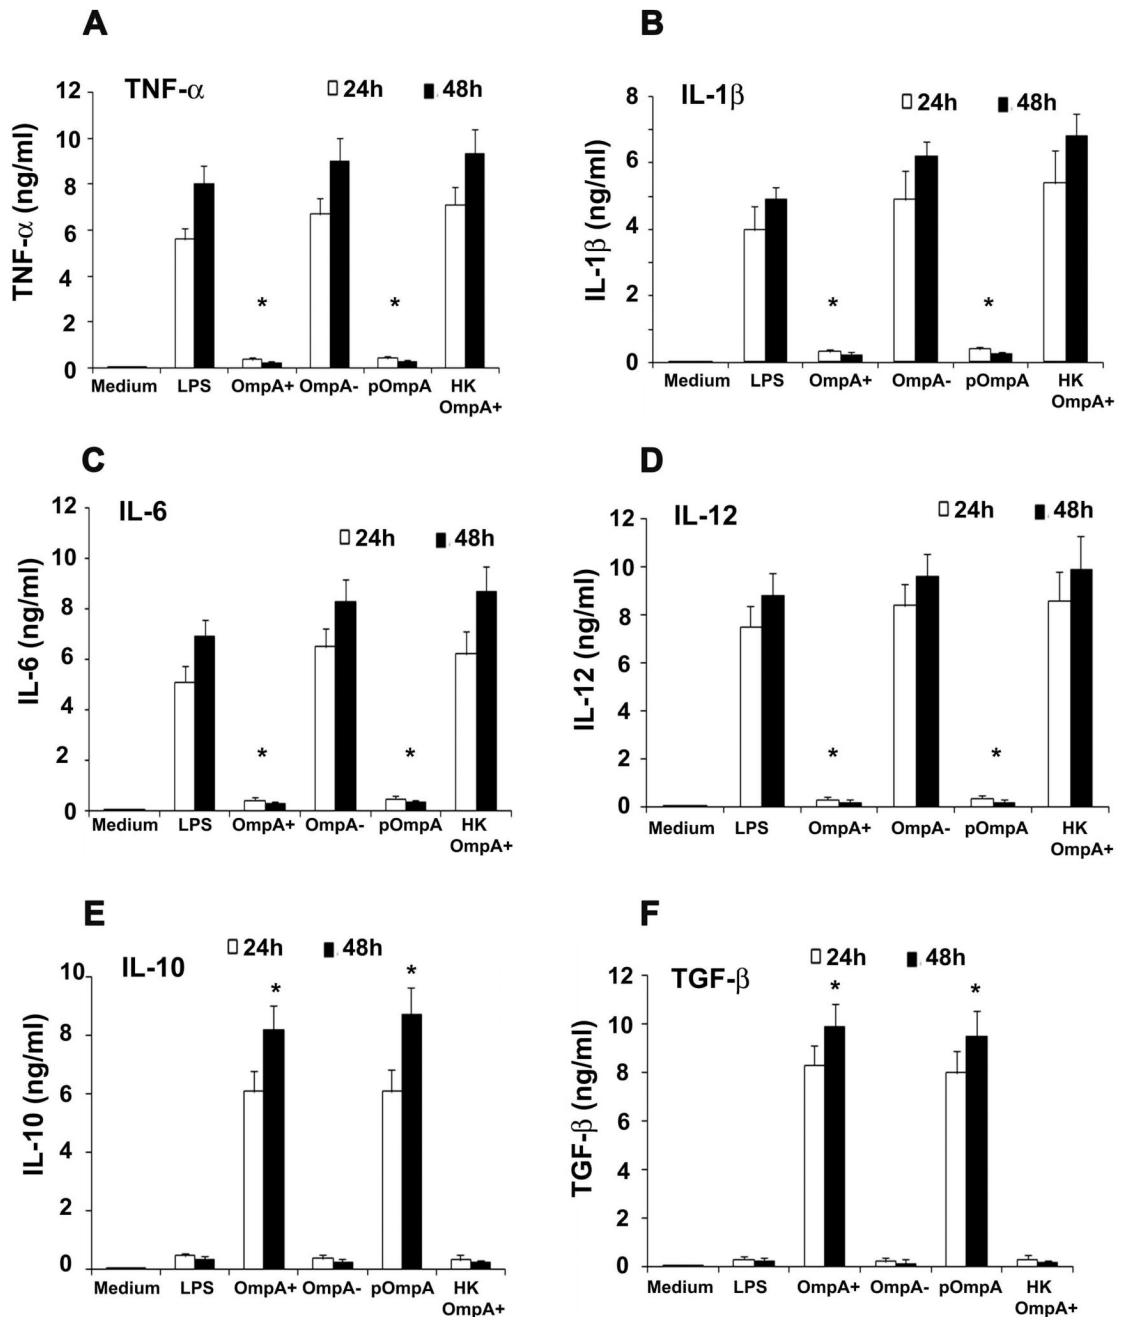 A
TNF-α
24h 48h
TNF-α (ng/ml)
12
10
8
6
4
2
0
Medium LPS OmpA+ OmpA- pOmpA HK
OmpA+
B
IL-1β
24h 48h
IL-1β (ng/ml)
8
6
4
2
0
Medium LPS OmpA+ OmpA- pOmpA HK
OmpA+
* *
* *
C
IL-6
24h 48h
IL-6 (ng/ml)
12
10
8
6
4
2
0
* *
Medium LPS OmpA+ OmpA- pOmpA HK
OmpA+
D
IL-12
24h 48h
IL-12 (ng/ml)
12
10
8
6
4
2
0
* *
Medium LPS OmpA+ OmpA- pOmpA HK
OmpA+
E
IL-10
24h 48h
IL-10 (ng/ml)
10
8
6
4
2
0
* *
Medium LPS OmpA+ OmpA- pOmpA HK
OmpA+
F
TGF-β
24h 48h
TGF-β (ng/ml)
12
10
8
6
4
2
0
* *
Medium LPS OmpA+ OmpA- pOmpA HK
OmpA+